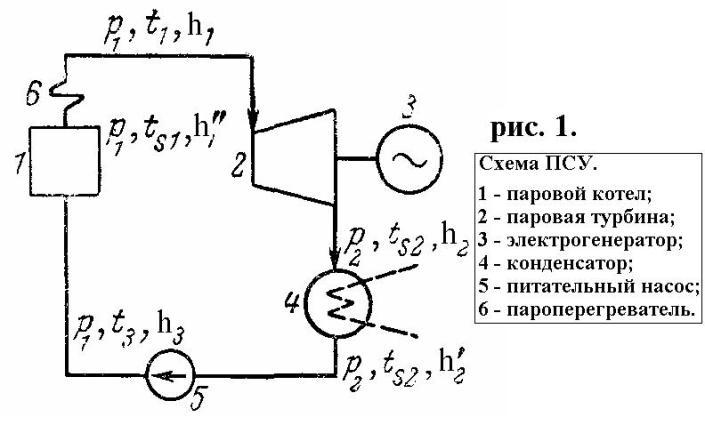 p₁, t₁, h₁
6
p₁, tₛ₁, h₁"
1
2
3
рис. 1.
Схема ПСУ.
1 - паровой котел;
2 - паровая турбина;
3 - электрогенератор;
4 - конденсатор;
5 - питательный насос;
6 - пароперегреватель.
p₂, tₛ₂, h₂
4
p₁, t₃, h₃
5
p₂, tₛ₂, h₂'